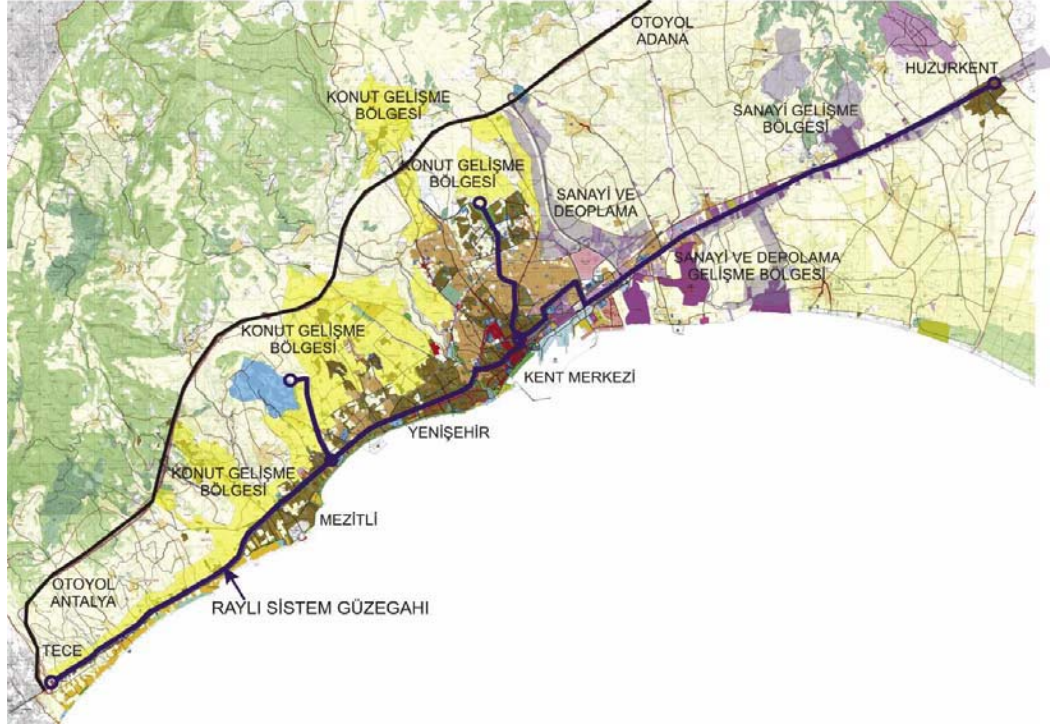 OTOYOL
ADANA
HUZURKENT
KONUT GELİŞME
BÖLGESİ
SANAYİ GELİŞME
BÖLGESİ
KONUT GELİŞME
BÖLGESİ
SANAYİ VE
DEOPLAMA
SANAYİ VE DEPOLAMA
GELİŞME BÖLGESİ
KONUT GELİŞME
BÖLGESİ
KENT MERKEZİ
YENİŞEHİR
KONUT GELİŞME
BÖLGESİ
MEZİTLİ
OTOYOL
ANTALYA
RAYLI SİSTEM GÜZEGAHI
TECE